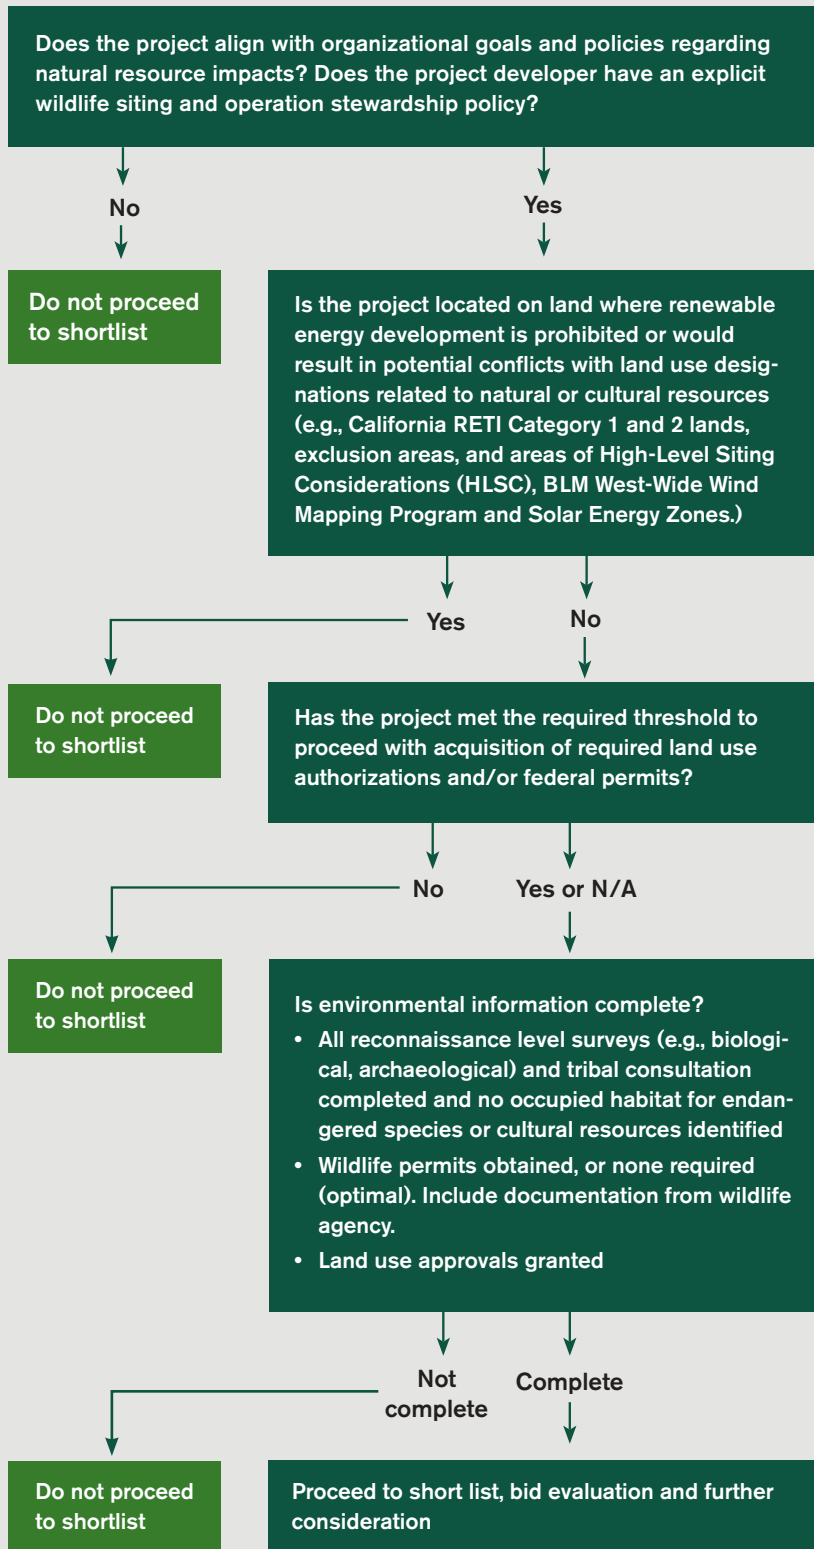 Does the project align with organizational goals and policies regarding
natural resource impacts? Does the project developer have an explicit
wildlife siting and operation stewardship policy?
No
Yes
Do not proceed
to shortlist
Is the project located on land where renewable
energy development is prohibited or would
result in potential conflicts with land use desig-
nations related to natural or cultural resources
(e.g., California RETI Category 1 and 2 lands,
exclusion areas, and areas of High-Level Siting
Considerations (HLSC), BLM West-Wide Wind
Mapping Program and Solar Energy Zones.)
Yes
No
Do not proceed
to shortlist
Has the project met the required threshold to
proceed with acquisition of required land use
authorizations and/or federal permits?
No
Yes or N/A
Do not proceed
to shortlist
Is environmental information complete?
• All reconnaissance level surveys (e.g., biologi-
cal, archaeological) and tribal consultation
completed and no occupied habitat for endan-
gered species or cultural resources identified
• Wildlife permits obtained, or none required
(optimal). Include documentation from wildlife
agency.
• Land use approvals granted
Not
complete
Complete
Do not proceed
to shortlist
Proceed to short list, bid evaluation and further
consideration